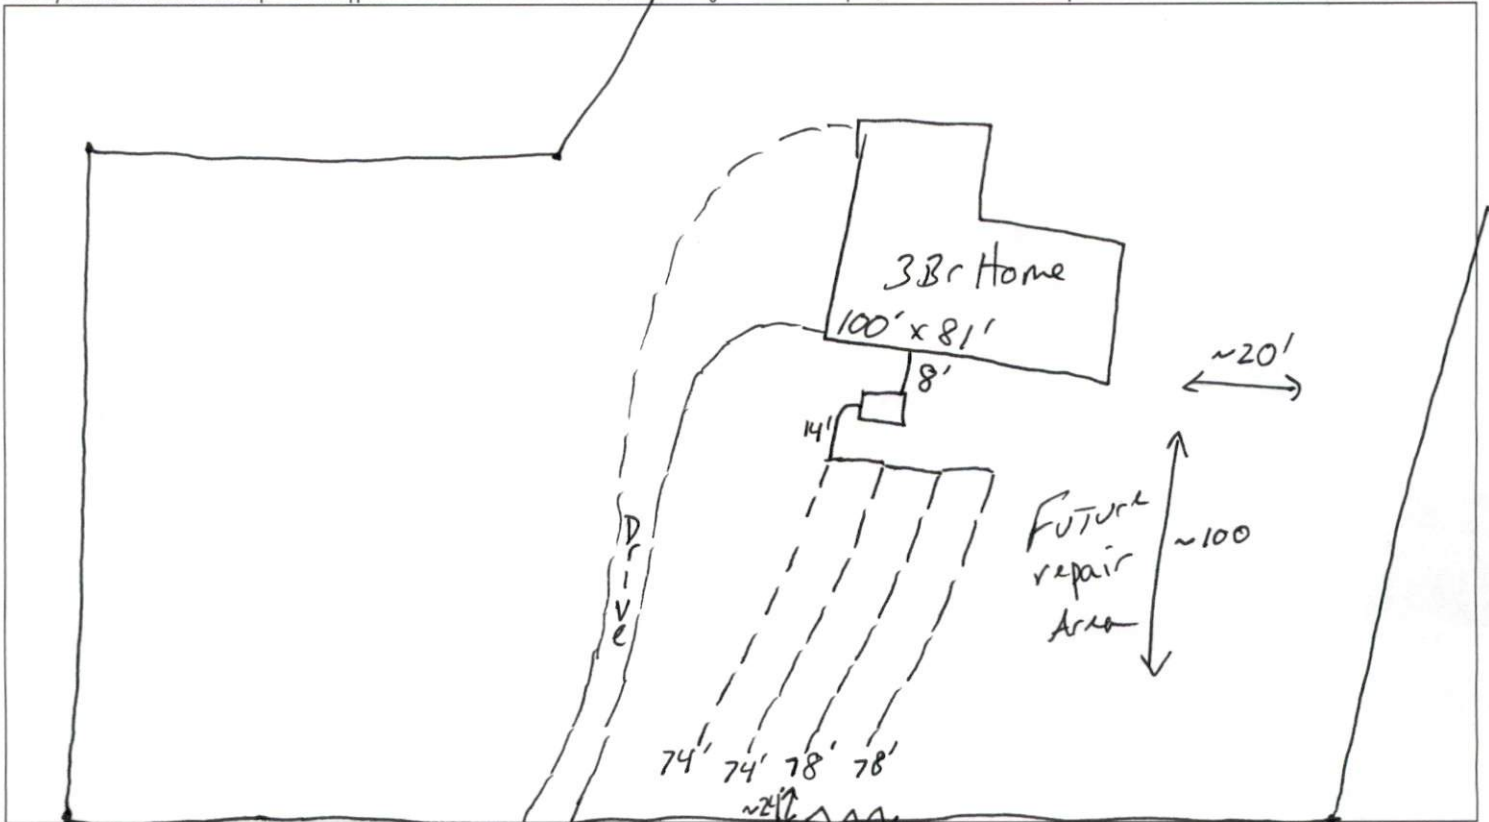 3Br Home
100' x 81'
8'
~20'
14'
Future
repair
Area
~100
Drive
74' 74' 78' 78'